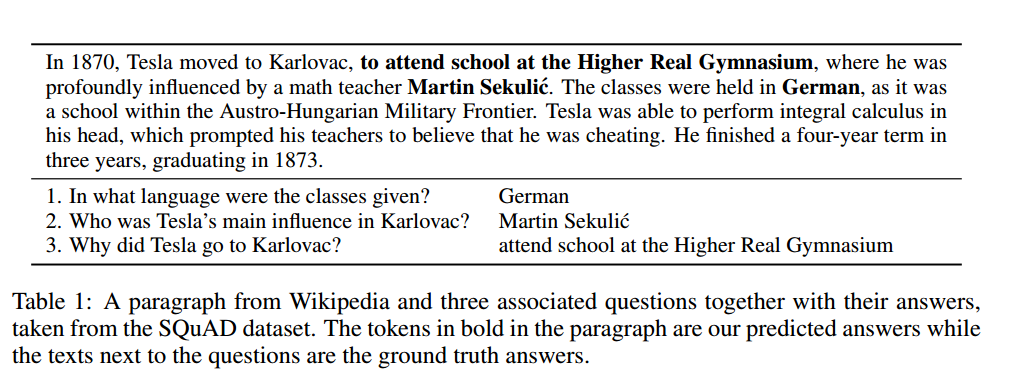 In 1870, Tesla moved to Karlovac, to attend school at the Higher Real Gymnasium, where he was
profoundly influenced by a math teacher Martin Sekulić. The classes were held in German, as it was
a school within the Austro-Hungarian Military Frontier. Tesla was able to perform integral calculus in
his head, which prompted his teachers to believe that he was cheating. He finished a four-year term in
three years, graduating in 1873.
1. In what language were the classes given? German
2. Who was Tesla's main influence in Karlovac? Martin Sekulić
3. Why did Tesla go to Karlovac? attend school at the Higher Real Gymnasium
Table 1: A paragraph from Wikipedia and three associated questions together with their answers,
taken from the SQuAD dataset. The tokens in bold in the paragraph are our predicted answers while
the texts next to the questions are the ground truth answers.